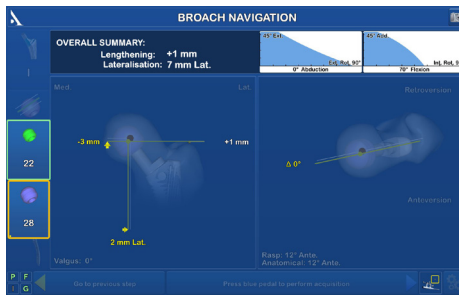 BROACH NAVIGATION
OVERALL SUMMARY:
Lengthening: +1 mm
Lateralisation: 7 mm Lat.
45° Ext.
Ext. Rot. 90°
0° Abduction
45° Abd.
Int. Rot.
70° Flexion
Med.
Lat.
Retroversion
-3 mm
+1 mm
22
Δ 0°
28
Anteversion
2 mm Lat.
Valgus: 0°
Rasp: 12° Ante.
Anatomical: 12° Ante.
P F
G
Go to previous step
Press blue pedal to perform acquisition